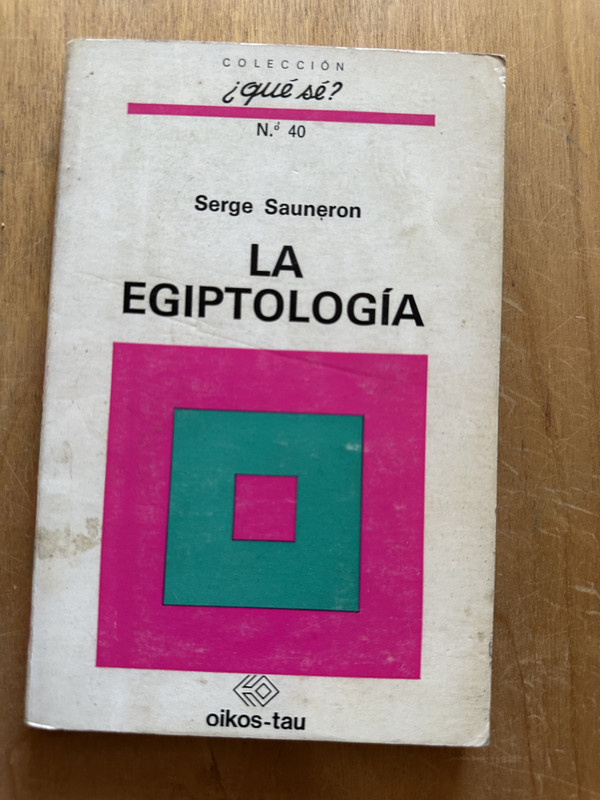 COLECCIÓN
¿qué sé?
N.º 40
Serge Sauneron
LA
EGIPTOLOGÍA
oikos-tau